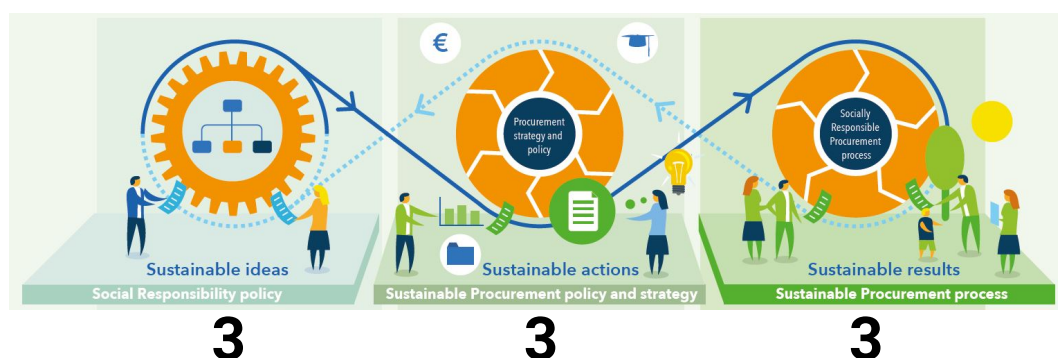 €
Procurement
strategy and
policy
Socially
Responsible
Procurement
process
Sustainable ideas
Sustainable actions
Sustainable results
Social Responsibility policy
Sustainable Procurement policy and strategy
Sustainable Procurement process
3
3
3